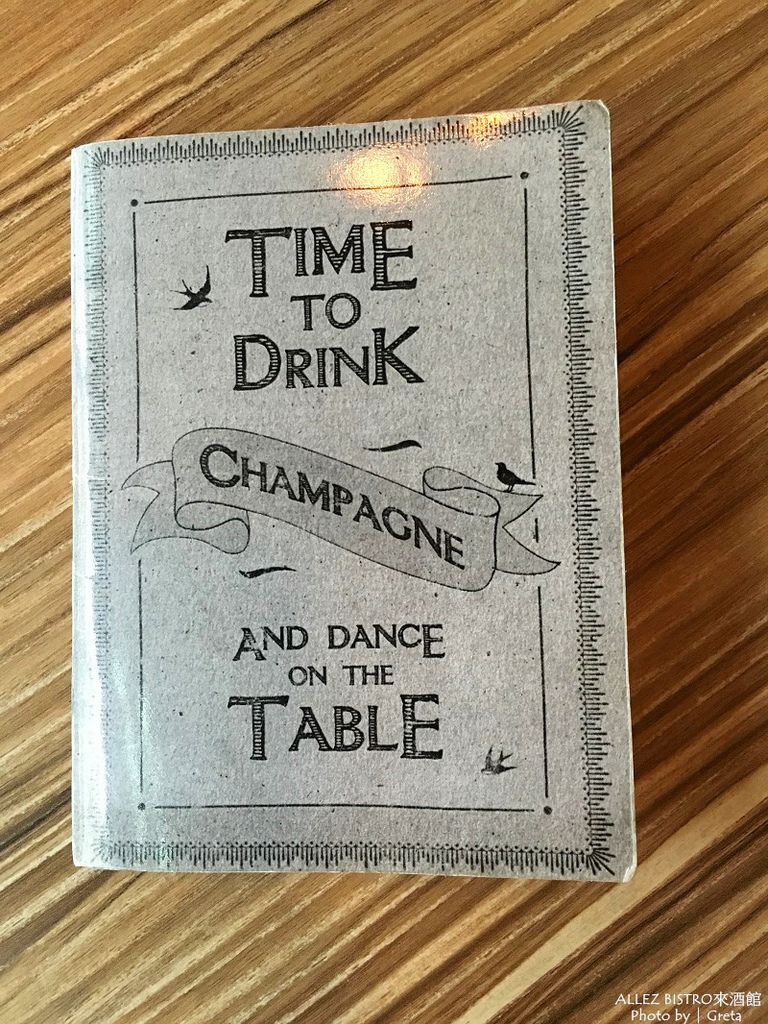 TIME
TO
DRINK
CHAMPAGNE
AND DANCE
ON THE
TABLE
ALLEZ BISTRO來酒館
Photo by | Greta